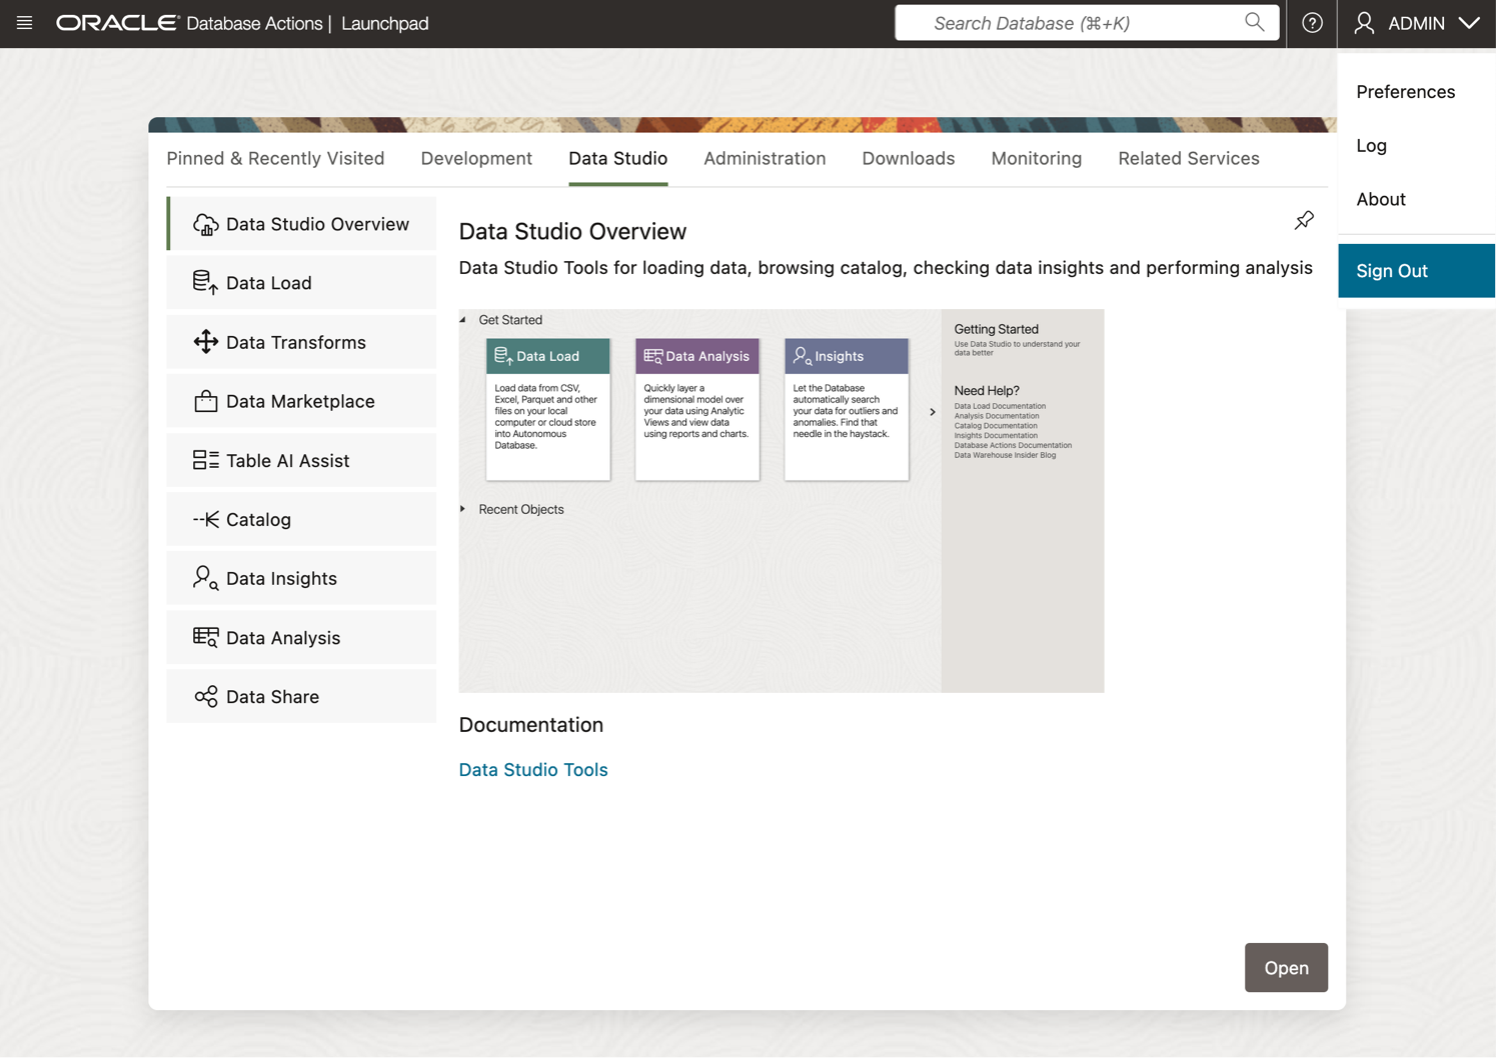 ORACLE Database Actions | Launchpad
Search Database (⌘+K)
ADMIN
Preferences
Log
About
Sign Out
Pinned & Recently Visited
Development
Data Studio
Administration
Downloads
Monitoring
Related Services
Data Studio Overview
Data Load
Data Transforms
Data Marketplace
Table AI Assist
Catalog
Data Insights
Data Analysis
Data Share
Data Studio Overview
Data Studio Tools for loading data, browsing catalog, checking data insights and performing analysis
Get Started
Data Load
Load data from CSV,
Excel, Parquet and other
files on your local
computer or cloud store
into Autonomous
Database.
Data Analysis
Quickly layer a
dimensional model over
your data using Analytic
Views and view data
using reports and charts.
Insights
Let the Database
automatically search
your data for outliers and
anomalies. Find that
needle in the haystack.
Recent Objects
Getting Started
Use Data Studio to understand your
data better
Need Help?
Data Load Documentation
Analysis Documentation
Catalog Documentation
Insights Documentation
Database Actions Documentation
Data Warehouse Insider Blog
Documentation
Data Studio Tools
Open